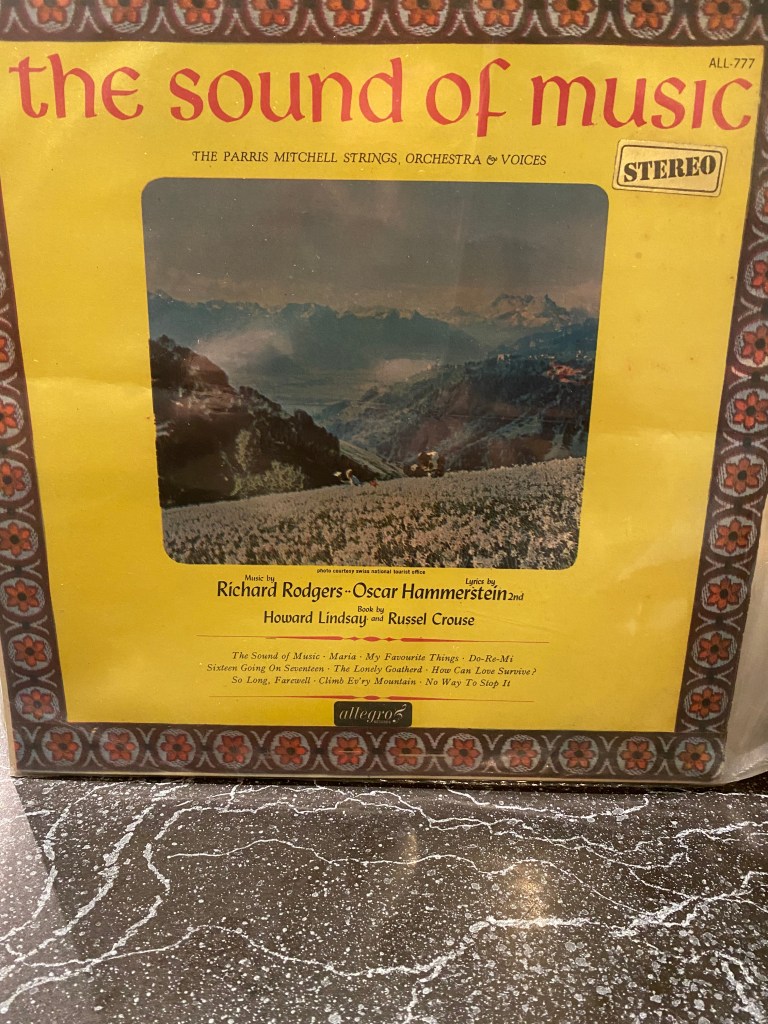 ALL-777
the sound of music
THE PARRIS MITCHELL STRINGS, ORCHESTRA & VOICES
STEREO
photo courtesy swiss national tourist office
Music by Lyrics by
Richard Rodgers -- Oscar Hammerstein 2nd
Book by
Howard Lindsay and Russel Crouse
The Sound of Music · Maria · My Favourite Things · Do-Re-Mi
Sixteen Going On Seventeen · The Lonely Goatherd · How Can Love Survive?
So Long, Farewell · Climb Ev'ry Mountain · No Way To Stop It
allegro